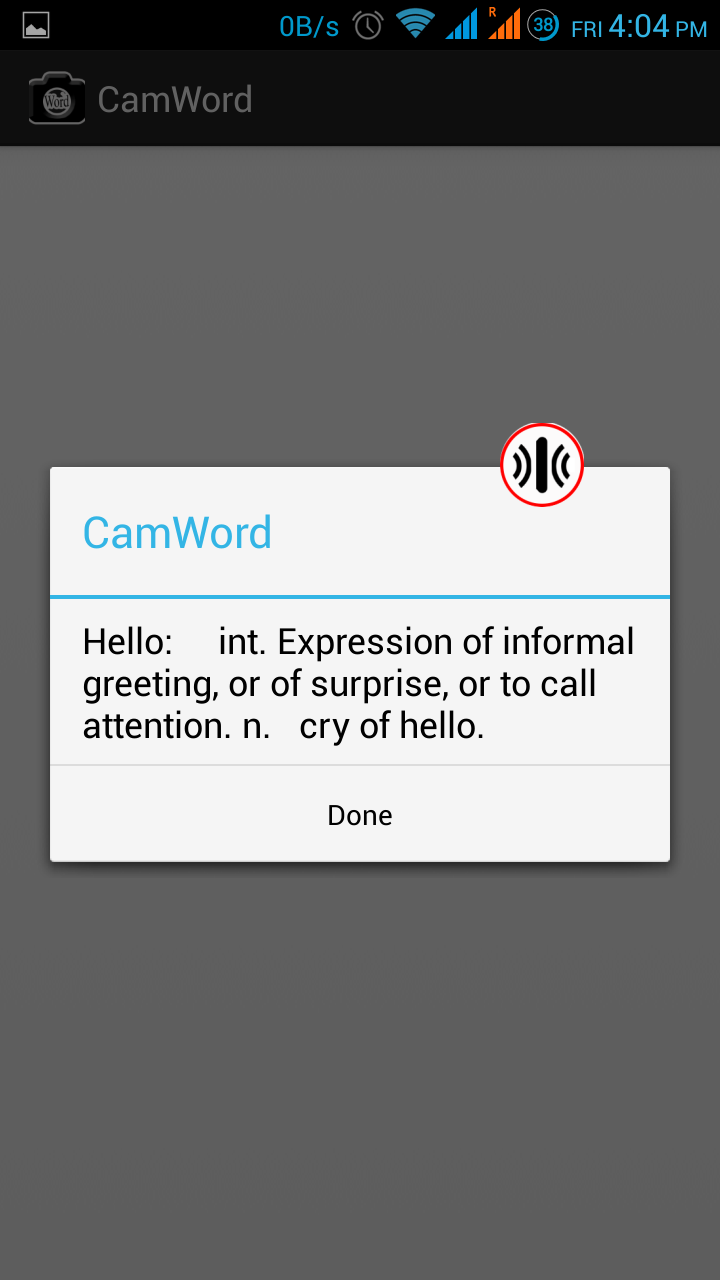 0B/s R 38 FRI 4:04 PM
Word CamWord
CamWord
Hello: int. Expression of informal
greeting, or of surprise, or to call
attention. n. cry of hello.
Done